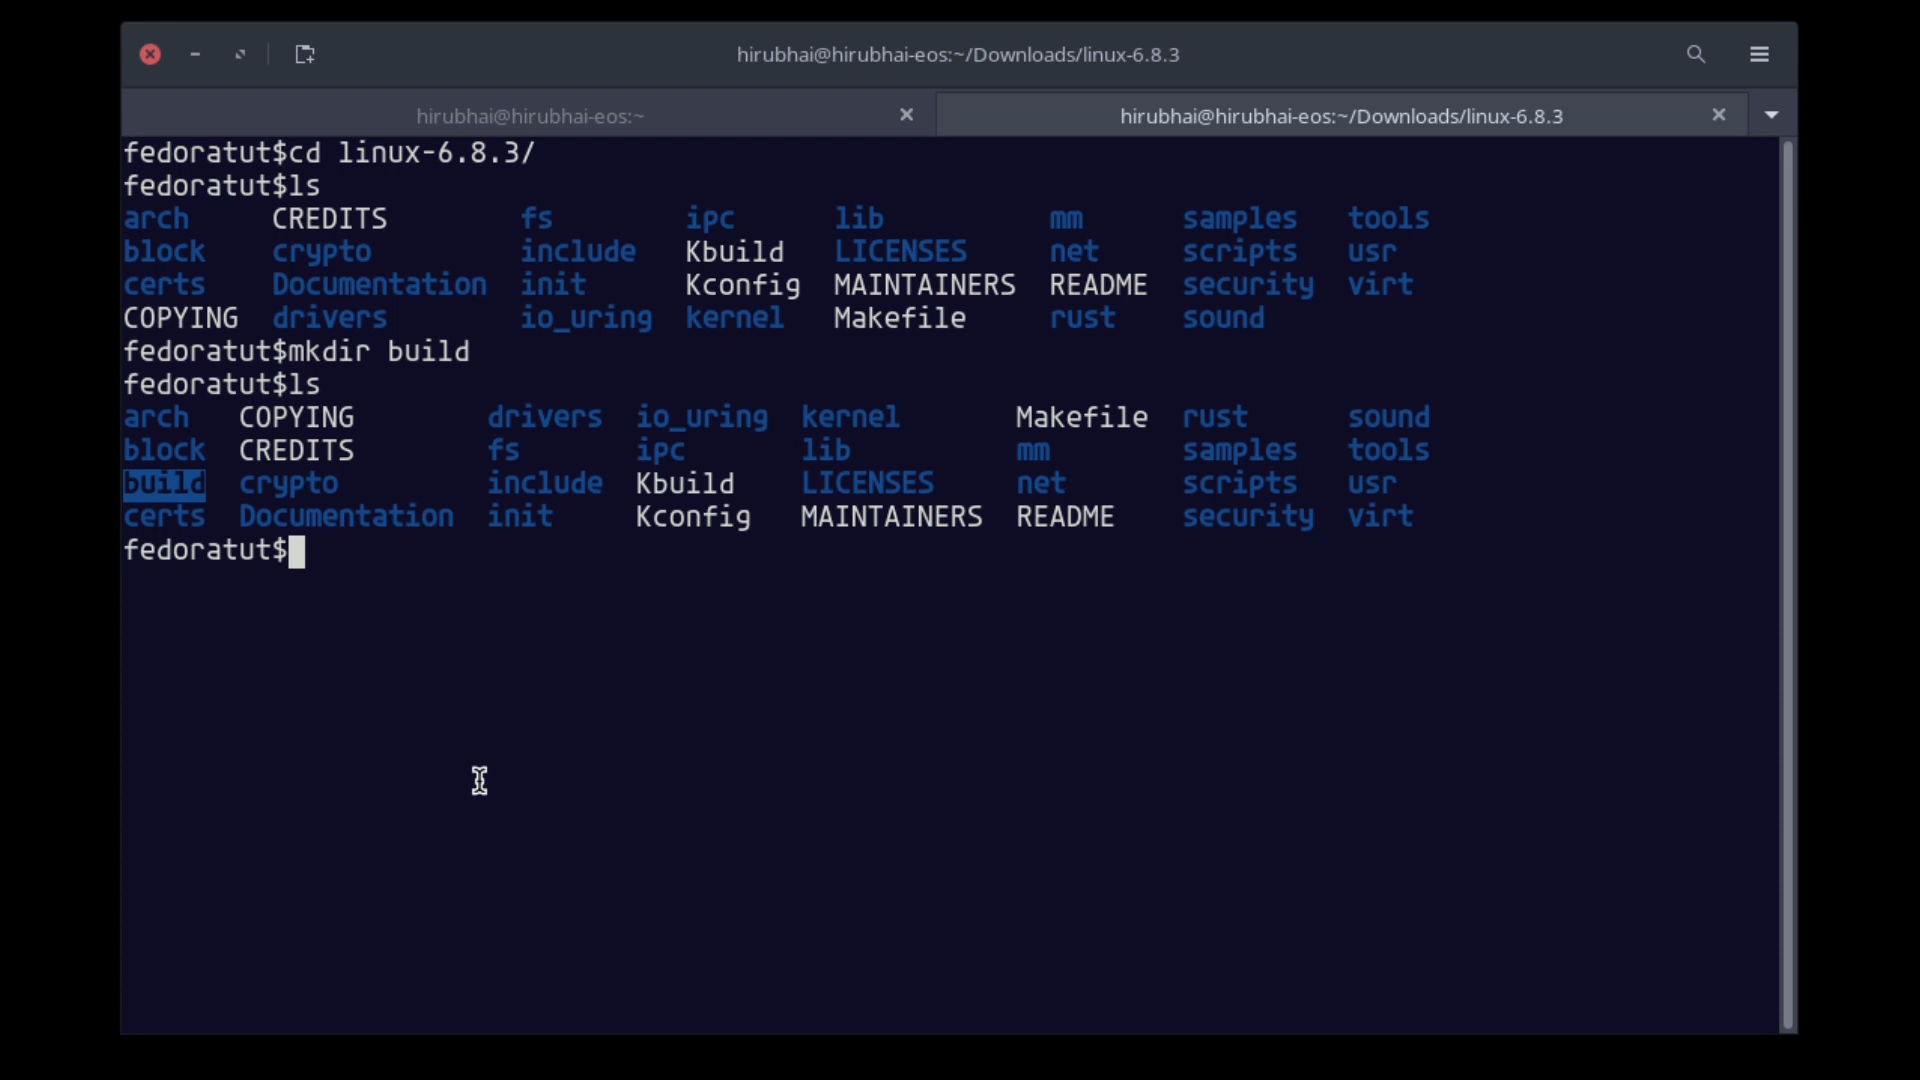 hirubhai@hirubhai-eos:~/Downloads/linux-6.8.3
hirubhai@hirubhai-eos:~ hirubhai@hirubhai-eos:~/Downloads/linux-6.8.3
fedoratut$cd linux-6.8.3/
fedoratut$ls
arch CREDITS fs ipc lib mm samples tools
block crypto include Kbuild LICENSES net scripts usr
certs Documentation init Kconfig MAINTAINERS README security virt
COPYING drivers io_uring kernel Makefile rust sound
fedoratut$mkdir build
fedoratut$ls
arch COPYING drivers io_uring kernel Makefile rust sound
block CREDITS fs ipc lib mm samples tools
build crypto include Kbuild LICENSES net scripts usr
certs Documentation init Kconfig MAINTAINERS README security virt
fedoratut$